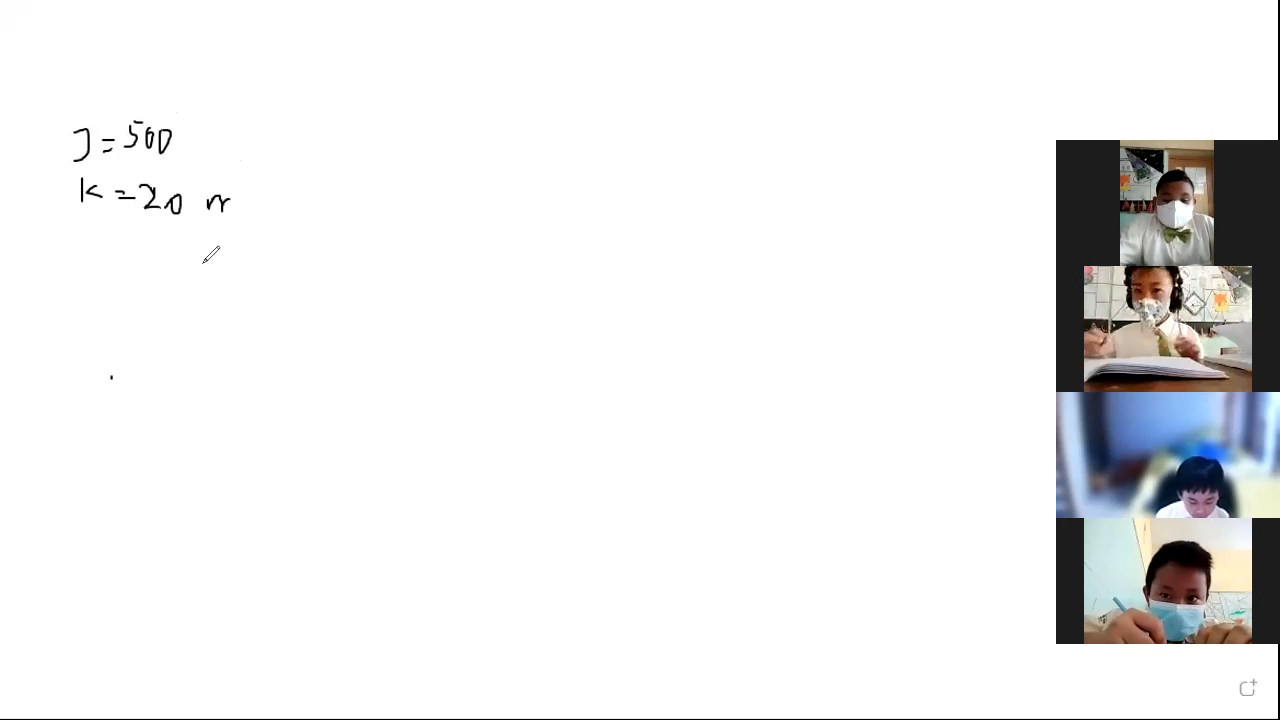 J = 500
K = 20 m